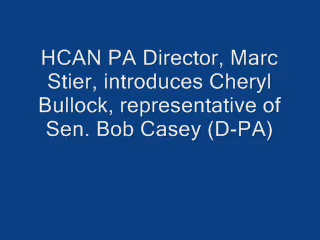 HCAN PA Director, Marc
Stier, introduces Cheryl
Bullock, representative of
Sen. Bob Casey (D-PA)